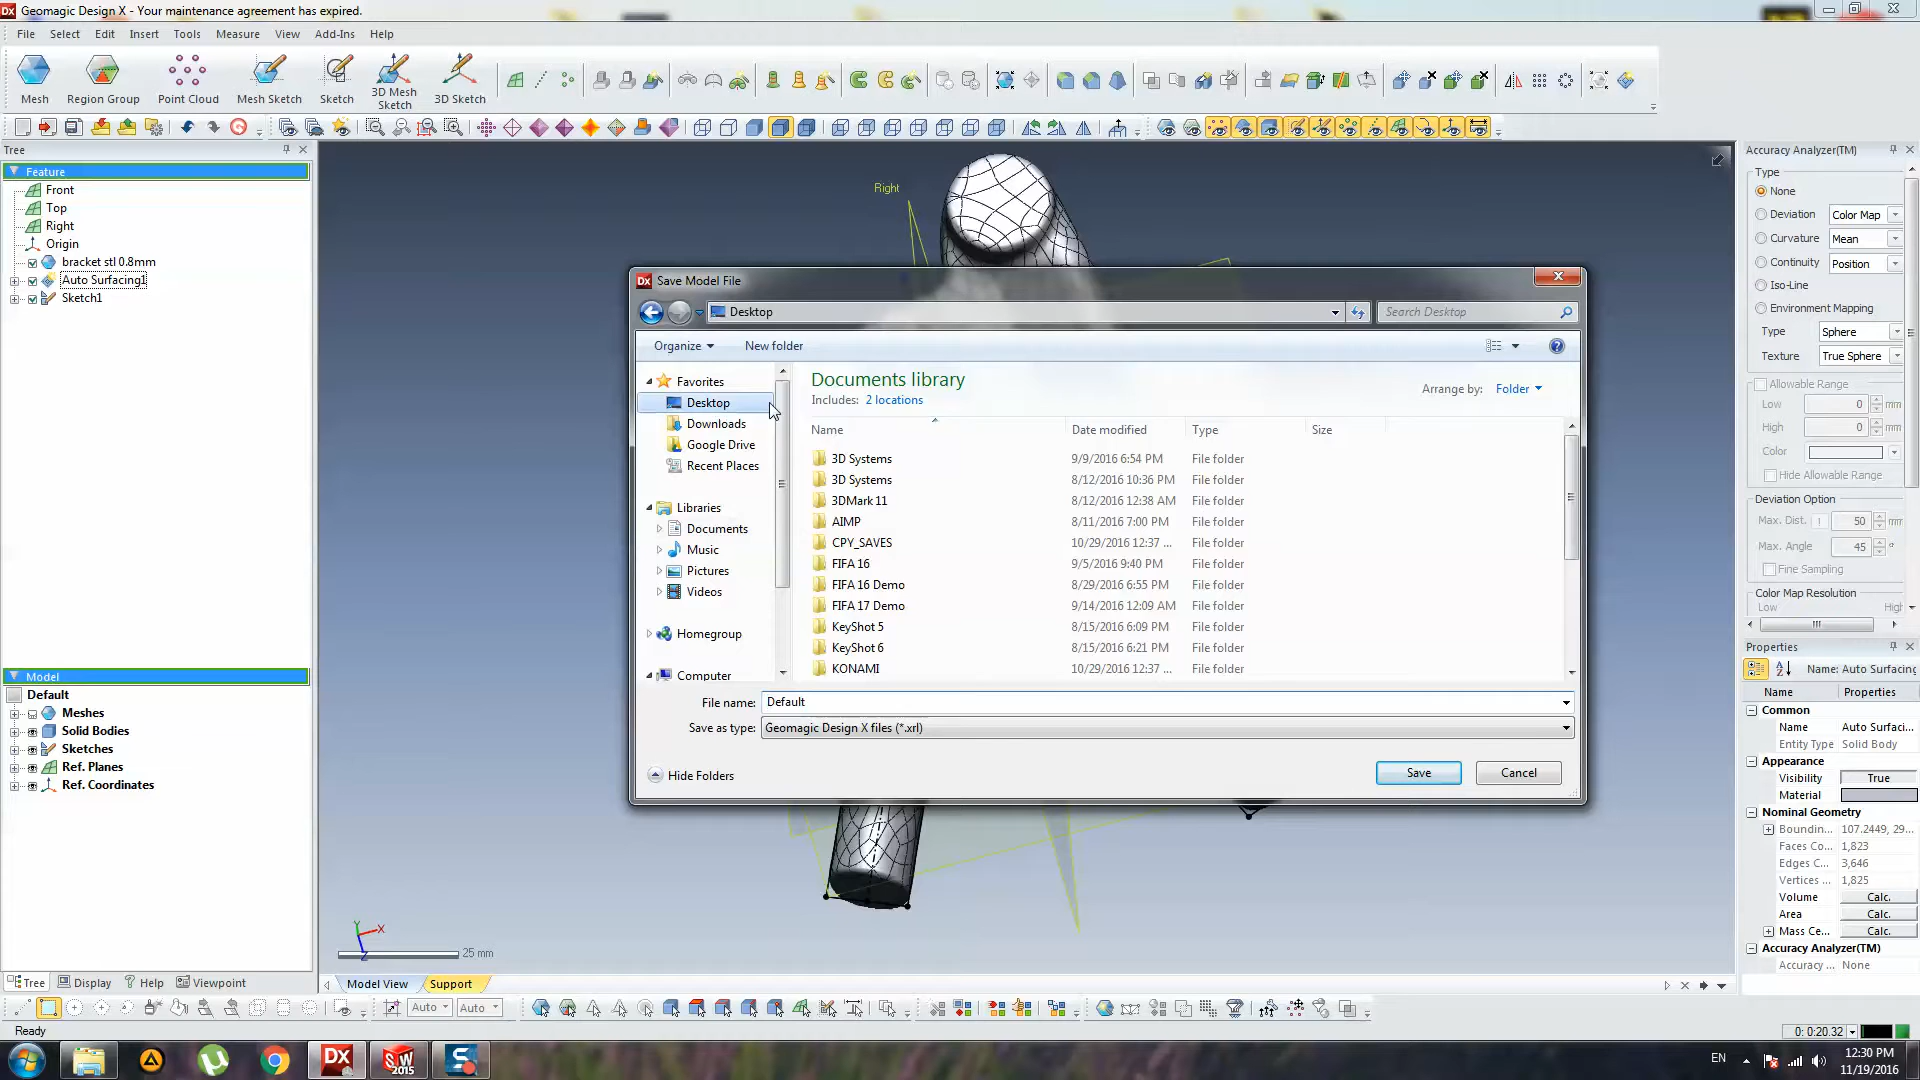 Geomagic Design X - Your maintenance agreement has expired.
File Select Edit Insert Tools Measure View Add-Ins Help
Mesh Region Group Point Cloud Mesh Sketch Sketch 3D Mesh Sketch 3D Sketch
Tree
Feature
Front
Top
Right
Origin
bracket stl 0.8mm
Auto Surfacing1
Sketch1
Model
Default
Meshes
Solid Bodies
Sketches
Ref. Planes
Ref. Coordinates
Tree Display Help Viewpoint
Right
Save Model File
Desktop
Search Desktop
Organize New folder
Favorites
Desktop
Downloads
Google Drive
Recent Places
Libraries
Documents
Music
Pictures
Videos
Homegroup
Computer
Documents library
Includes: 2 locations
Arrange by: Folder
Name Date modified Type Size
3D Systems 9/9/2016 6:54 PM File folder
3D Systems 8/12/2016 10:36 PM File folder
3DMark 11 8/12/2016 12:38 AM File folder
AIMP 8/11/2016 7:00 PM File folder
CPY_SAVES 10/29/2016 12:37 ... File folder
FIFA 16 9/5/2016 9:40 PM File folder
FIFA 16 Demo 8/29/2016 6:55 PM File folder
FIFA 17 Demo 9/14/2016 12:09 AM File folder
KeyShot 5 8/15/2016 6:09 PM File folder
KeyShot 6 8/15/2016 6:21 PM File folder
KONAMI 10/29/2016 12:37 ... File folder
File name: Default
Save as type: Geomagic Design X files (*.xrl)
Hide Folders
Save Cancel
25 mm
Y X Z
Model View Support
Accuracy Analyzer(TM)
Type
None
Deviation Color Map
Curvature Mean
Continuity Position
Iso-Line
Environment Mapping
Type Sphere
Texture True Sphere
Allowable Range
Low 0
High 0
Color
Hide Allowable Range
Deviation Option
Max. Dist. 50 mm
Max. Angle 45 °
Fine Sampling
Color Map Resolution
Low High
Properties
Name: Auto Surfacing
Name Properties
Common
Name Auto Surfaci...
Entity Type Solid Body
Appearance
Visibility True
Material
Nominal Geometry
Boundin... 107.2449, 29...
Faces Co... 1,823
Edges C... 3,646
Vertices ... 1,825
Volume Calc.
Area Calc.
Mass Ce... Calc.
Accuracy Analyzer(TM)
Accuracy ... None
Auto Auto
Ready
0: 0:20.32
DX SW 2015 S
EN
12:30 PM
11/19/2016